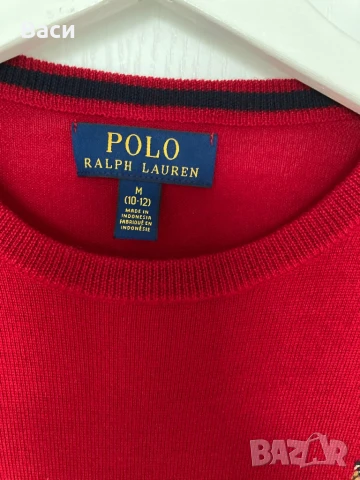 Васи
POLO
RALPH LAUREN
M
(10-12)
MADE IN
INDONESIA
FABRIQUÉ EN
INDONÉSIE
BAZAR